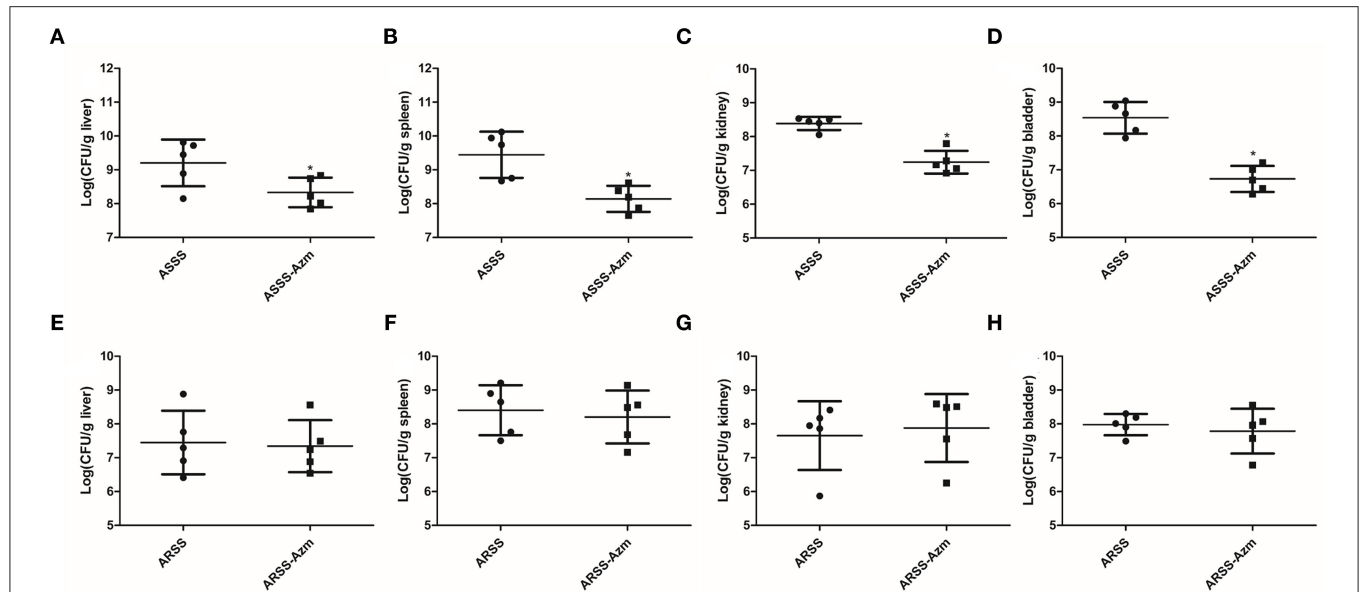 A
B
C
D
12
11
10
9
8
7
Log(CFU/g liver)
*
ASSS
ASSS-Azm
12
11
10
9
8
7
Log(CFU/g spleen)
*
ASSS
ASSS-Azm
10
9
8
7
6
5
Log(CFU/g kidney)
*
ASSS
ASSS-Azm
10
9
8
7
6
5
Log(CFU/g bladder)
*
ASSS
ASSS-Azm
E
F
G
H
10
9
8
7
6
5
Log(CFU/g liver)
ARSS
ARSS-Azm
10
9
8
7
6
5
Log(CFU/g spleen)
ARSS
ARSS-Azm
10
9
8
7
6
5
Log(CFU/g kidney)
ARSS
ARSS-Azm
10
9
8
7
6
5
Log(CFU/g bladder)
ARSS
ARSS-Azm